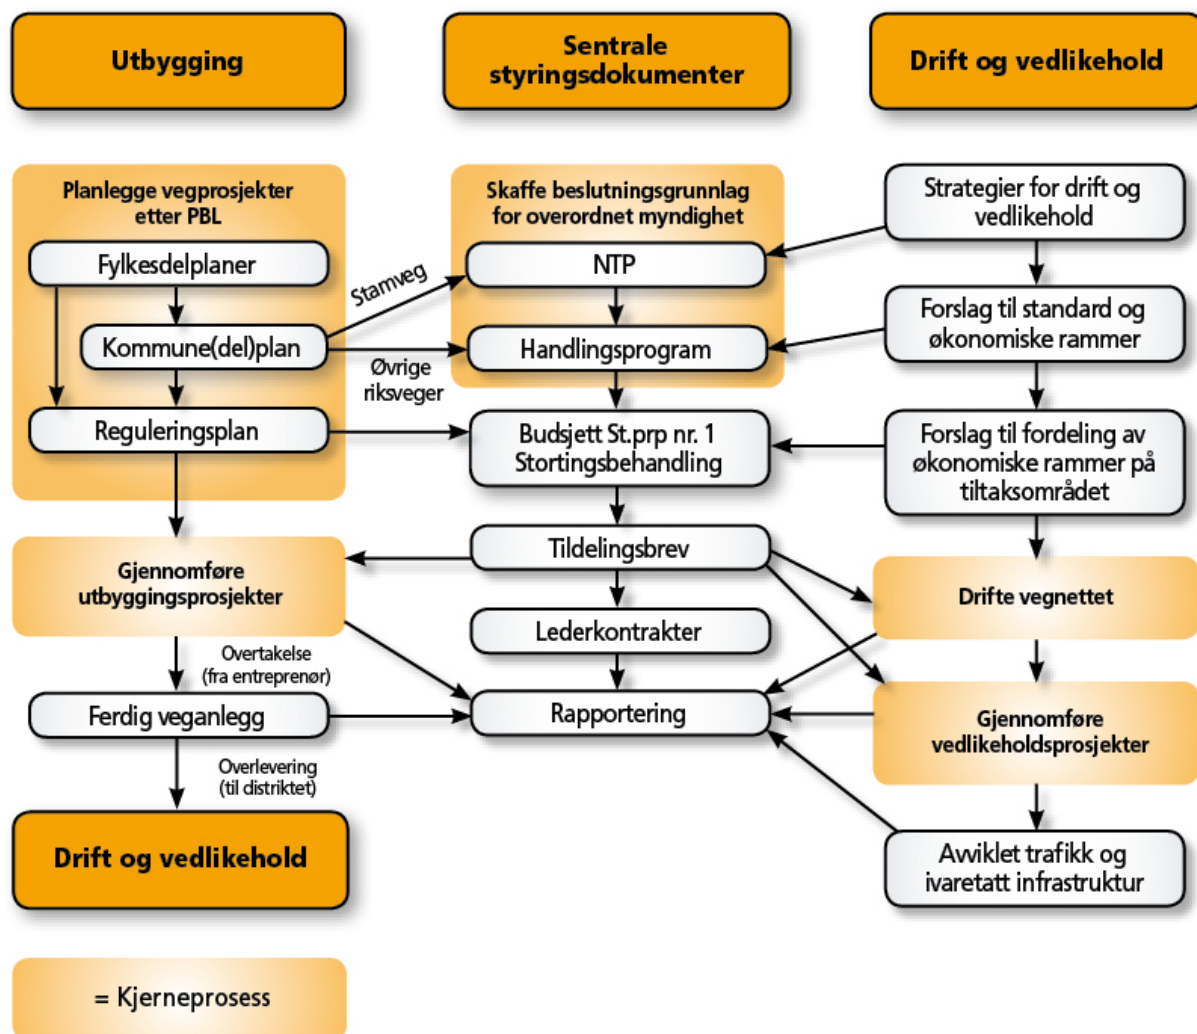 Utbygging
Sentrale
styringsdokumenter
Drift og vedlikehold
Planlegge vegprosjekter
etter PBL
Fylkesdelplaner
Kommune(del)plan
Reguleringsplan
Stamveg
Øvrige
riksveger
Skaffe beslutningsgrunnlag
for overordnet myndighet
NTP
Handlingsprogram
Strategier for drift og
vedlikehold
Forslag til standard og
økonomiske rammer
Budsjett St.prp nr. 1
Stortingsbehandling
Forslag til fordeling av
økonomiske rammer på
tiltaksområdet
Gjennomføre
utbyggingsprosjekter
Tildelingsbrev
Drifte vegnettet
Lederkontrakter
Overtakelse
(fra entreprenør)
Ferdig veganlegg
Rapportering
Gjennomføre
vedlikeholdsprosjekter
Overlevering
(til distriktet)
Drift og vedlikehold
Avviklet trafikk og
ivaretatt infrastruktur
= Kjerneprosess